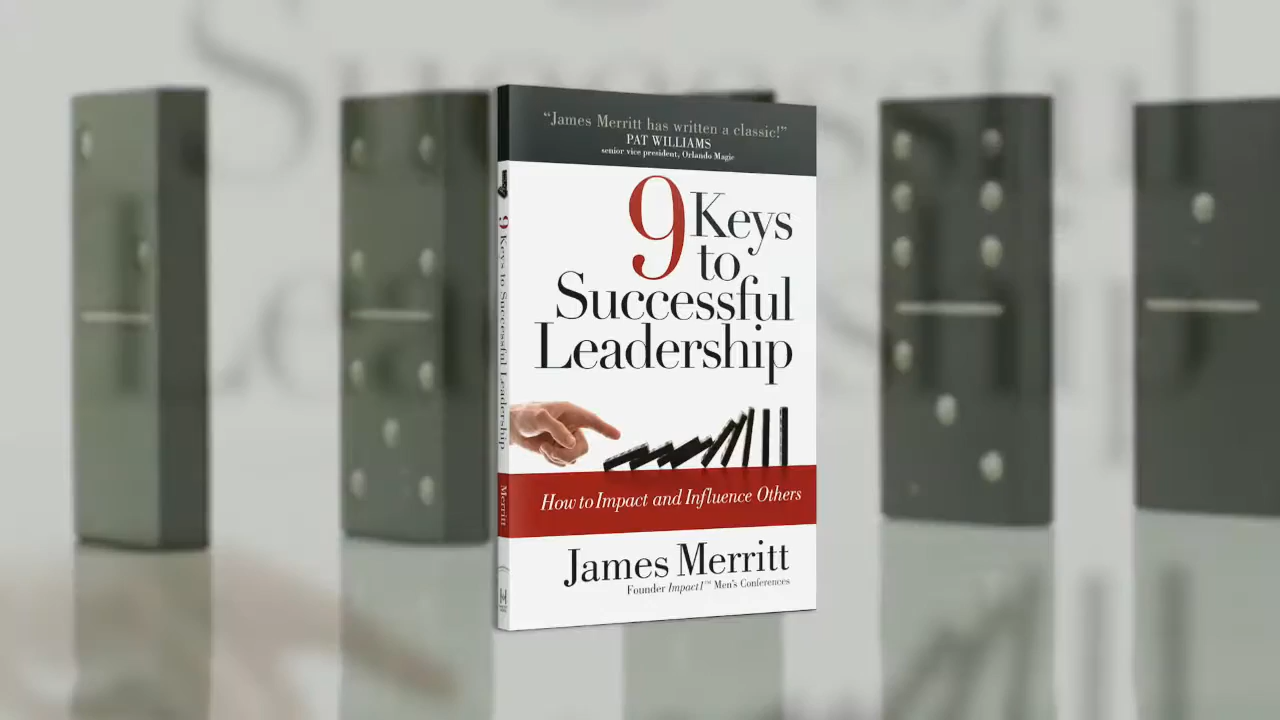 “James Merritt has written a classic!”
PAT WILLIAMS
senior vice president, Orlando Magic
9 Keys
to
Successful
Leadership
How to Impact and Influence Others
James Merritt
Founder Impact1™ Men's Conferences
9 Keys to Successful Leadership
Merritt
Successful